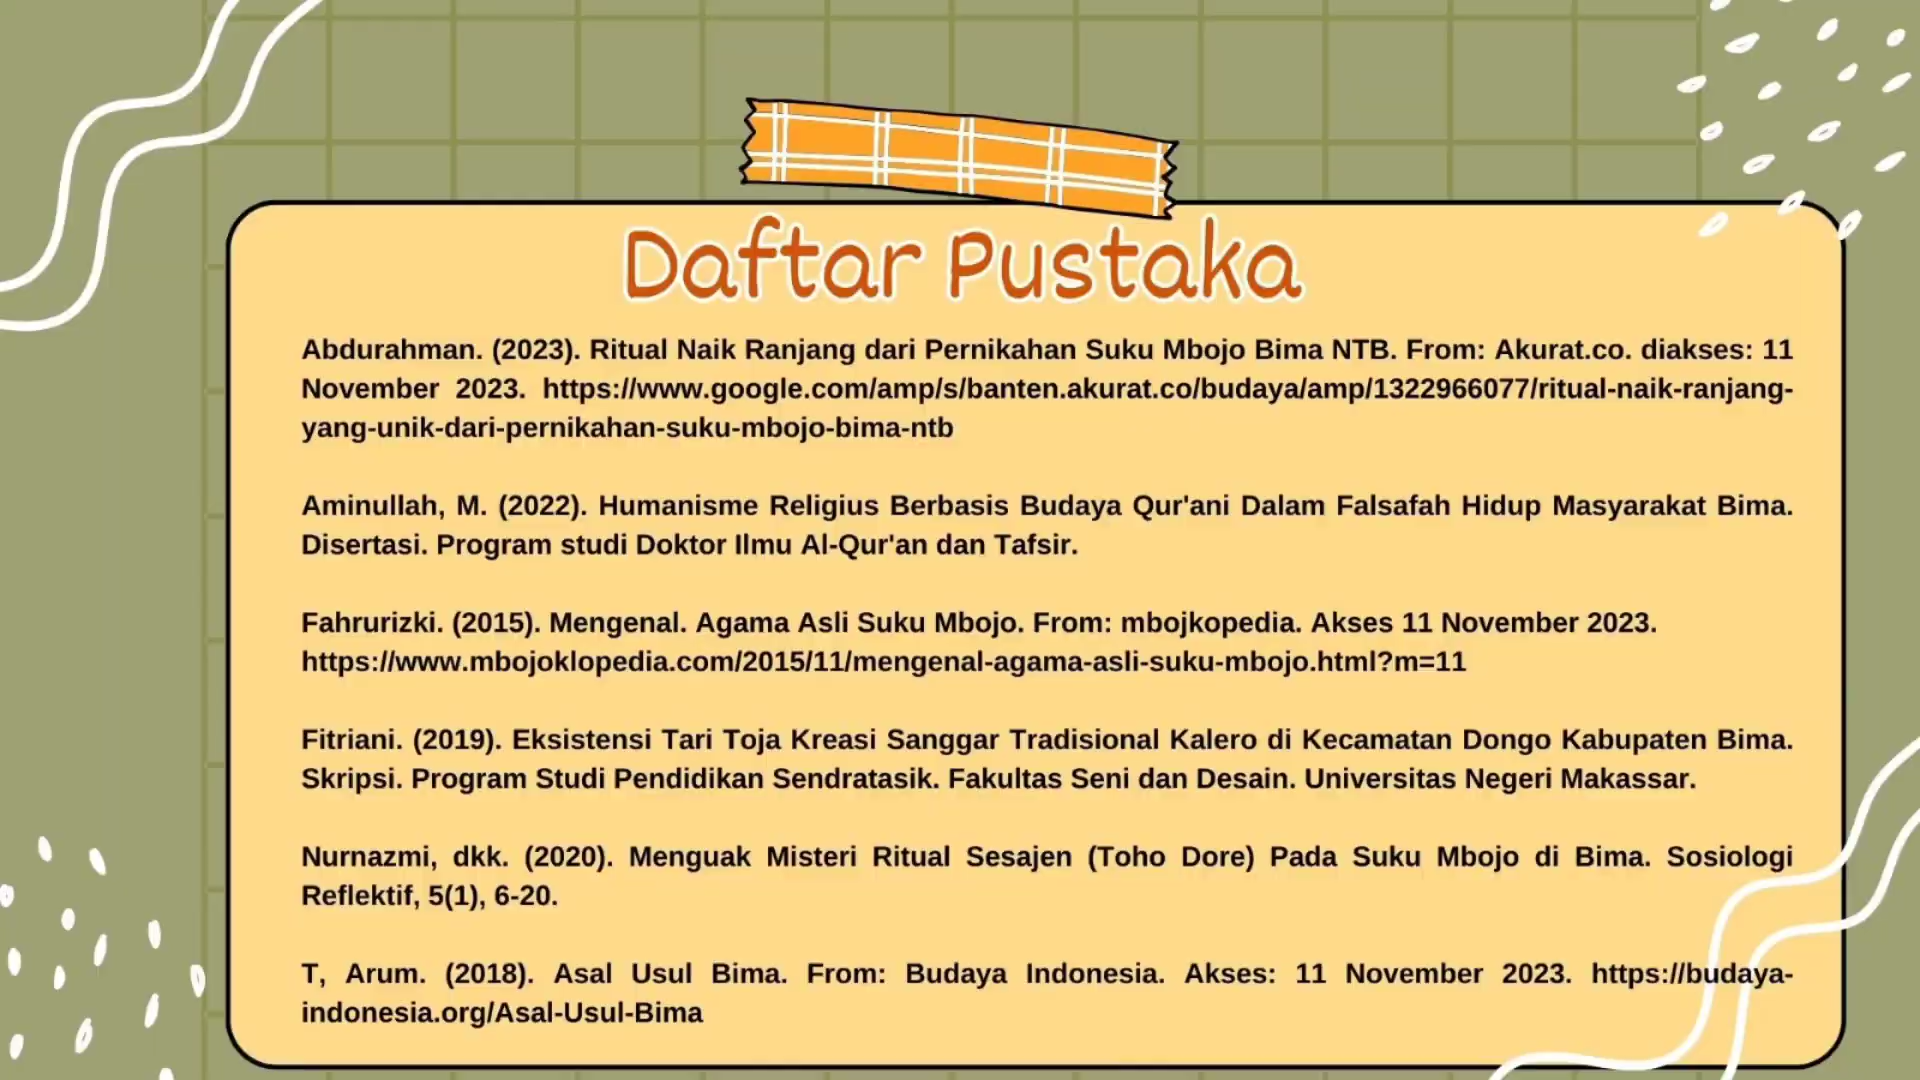 Daftar Pustaka
Abdurahman. (2023). Ritual Naik Ranjang dari Pernikahan Suku Mbojo Bima NTB. From: Akurat.co. diakses: 11
November 2023. https://www.google.com/amp/s/banten.akurat.co/budaya/amp/1322966077/ritual-naik-ranjang-
yang-unik-dari-pernikahan-suku-mbojo-bima-ntb
Aminullah, M. (2022). Humanisme Religius Berbasis Budaya Qur'ani Dalam Falsafah Hidup Masyarakat Bima.
Disertasi. Program studi Doktor Ilmu Al-Qur'an dan Tafsir.
Fahrurizki. (2015). Mengenal. Agama Asli Suku Mbojo. From: mbojkopedia. Akses 11 November 2023.
https://www.mbojoklopedia.com/2015/11/mengenal-agama-asli-suku-mbojo.html?m=11
Fitriani. (2019). Eksistensi Tari Toja Kreasi Sanggar Tradisional Kalero di Kecamatan Dongo Kabupaten Bima.
Skripsi. Program Studi Pendidikan Sendratasik. Fakultas Seni dan Desain. Universitas Negeri Makassar.
Nurnazmi, dkk. (2020). Menguak Misteri Ritual Sesajen (Toho Dore) Pada Suku Mbojo di Bima. Sosiologi
Reflektif, 5(1), 6-20.
T, Arum. (2018). Asal Usul Bima. From: Budaya Indonesia. Akses: 11 November 2023. https://budaya-
indonesia.org/Asal-Usul-Bima